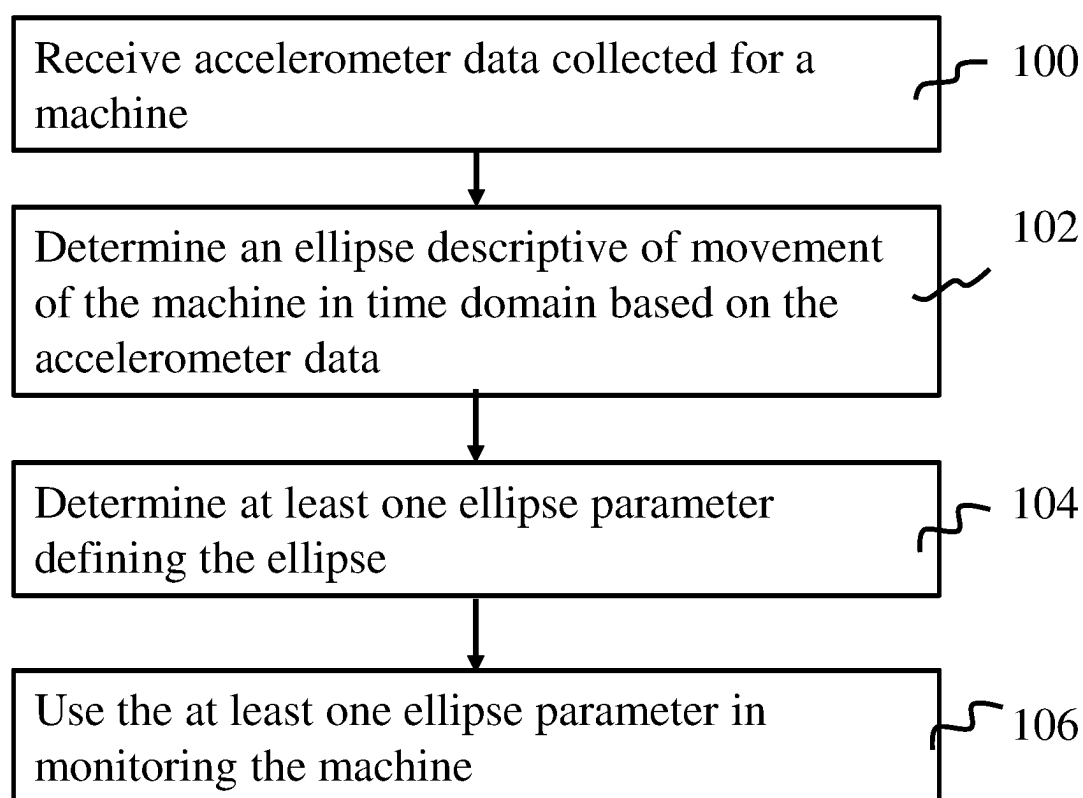 Receive accelerometer data collected for a
machine
100
Determine an ellipse descriptive of movement
of the machine in time domain based on the
accelerometer data
102
Determine at least one ellipse parameter
defining the ellipse
104
Use the at least one ellipse parameter in
monitoring the machine
106